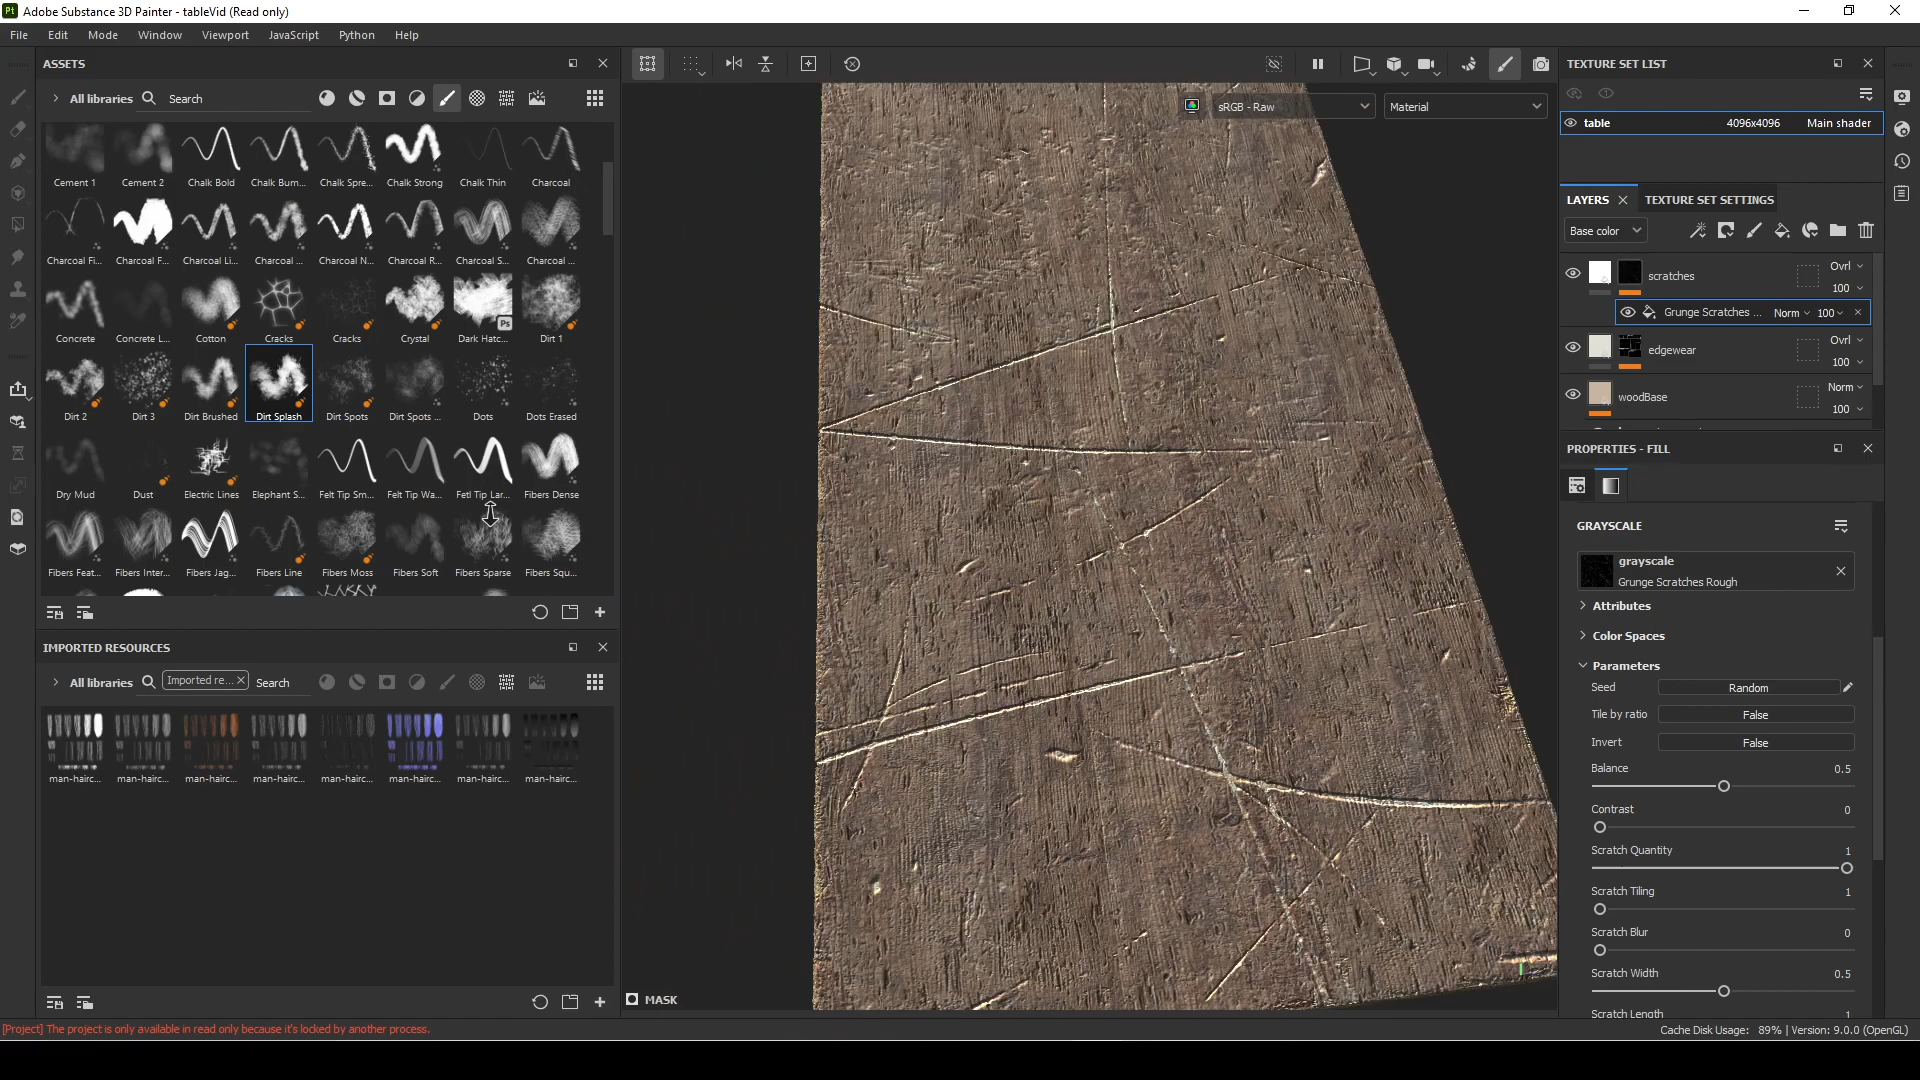 Pt Adobe Substance 3D Painter - tableVid (Read only)
File Edit Mode Window Viewport JavaScript Python Help
ASSETS
All libraries Search
Cement 1 Cement 2 Chalk Bold Chalk Bum... Chalk Spre... Chalk Strong Chalk Thin Charcoal
Charcoal Fi... Charcoal F... Charcoal Li... Charcoal ... Charcoal N... Charcoal R... Charcoal S... Charcoal ...
Concrete Concrete L... Cotton Cracks Cracks Crystal Dark Hatc... Dirt 1
Ps
Dirt 2 Dirt 3 Dirt Brushed Dirt Splash Dirt Spots Dirt Spots ... Dots Dots Erased
Dry Mud Dust Electric Lines Elephant S... Felt Tip Sm... Felt Tip Wa... Fetl Tip Lar... Fibers Dense
Fibers Feat... Fibers Inter... Fibers Jag... Fibers Line Fibers Moss Fibers Soft Fibers Sparse Fibers Squ...
IMPORTED RESOURCES
All libraries Imported re... Search
man-hairc... man-hairc... man-hairc... man-hairc... man-hairc... man-hairc... man-hairc... man-hairc...
sRGB - Raw Material
MASK
TEXTURE SET LIST
table 4096x4096 Main shader
LAYERS TEXTURE SET SETTINGS
Base color
scratches Ovrl
100
Grunge Scratches ... Norm 100
edgewear Ovrl
100
woodBase Norm
100
PROPERTIES - FILL
GRAYSCALE
grayscale
Grunge Scratches Rough
Attributes
Color Spaces
Parameters
Seed Random
Tile by ratio False
Invert False
Balance 0.5
Contrast 0
Scratch Quantity 1
Scratch Tiling 1
Scratch Blur 0
Scratch Width 0.5
Scratch Length 1
[Project] The project is only available in read only because it's locked by another process.
Cache Disk Usage: 89% | Version: 9.0.0 (OpenGL)